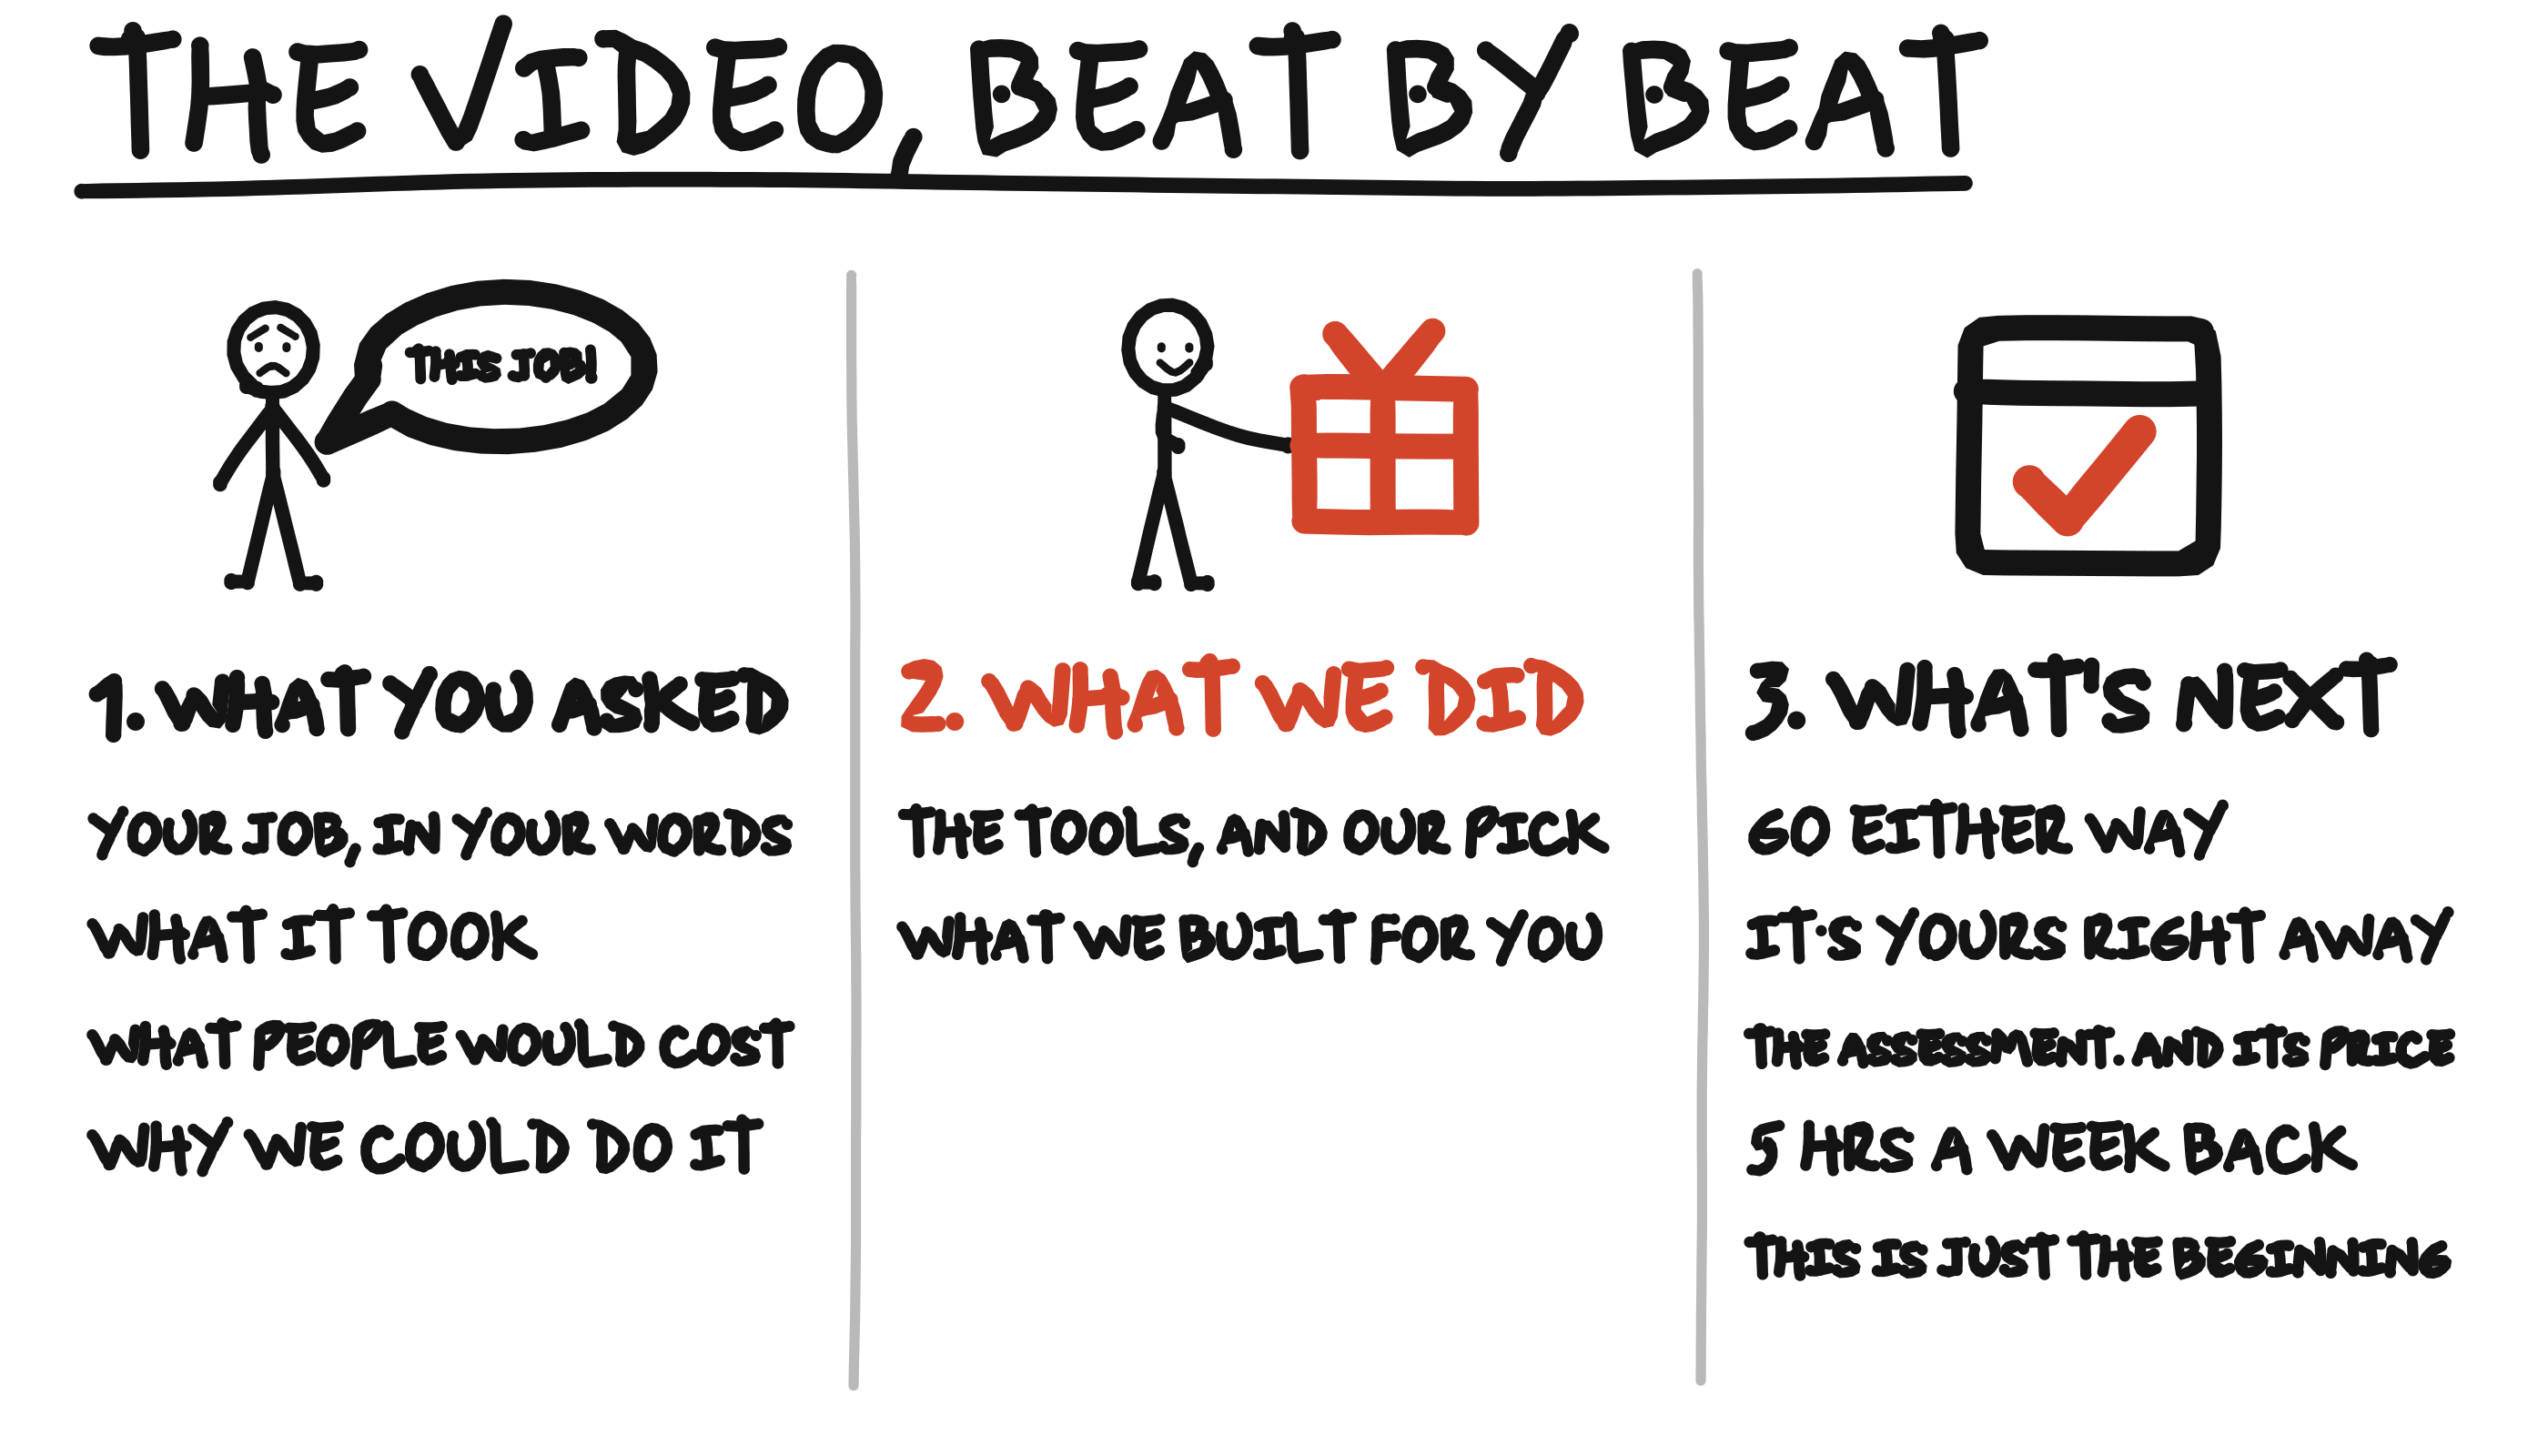 THE VIDEO, BEAT BY BEAT
THIS JOB!
1. WHAT YOU ASKED
YOUR JOB, IN YOUR WORDS
WHAT IT TOOK
WHAT PEOPLE WOULD COST
WHY WE COULD DO IT
2. WHAT WE DID
THE TOOLS, AND OUR PICK
WHAT WE BUILT FOR YOU
3. WHAT'S NEXT
GO EITHER WAY
IT·S YOURS RIGHT AWAY
THE ASSESSMENT. AND ITS PRICE
5 HRS A WEEK BACK
THIS IS JUST THE BEGINNING